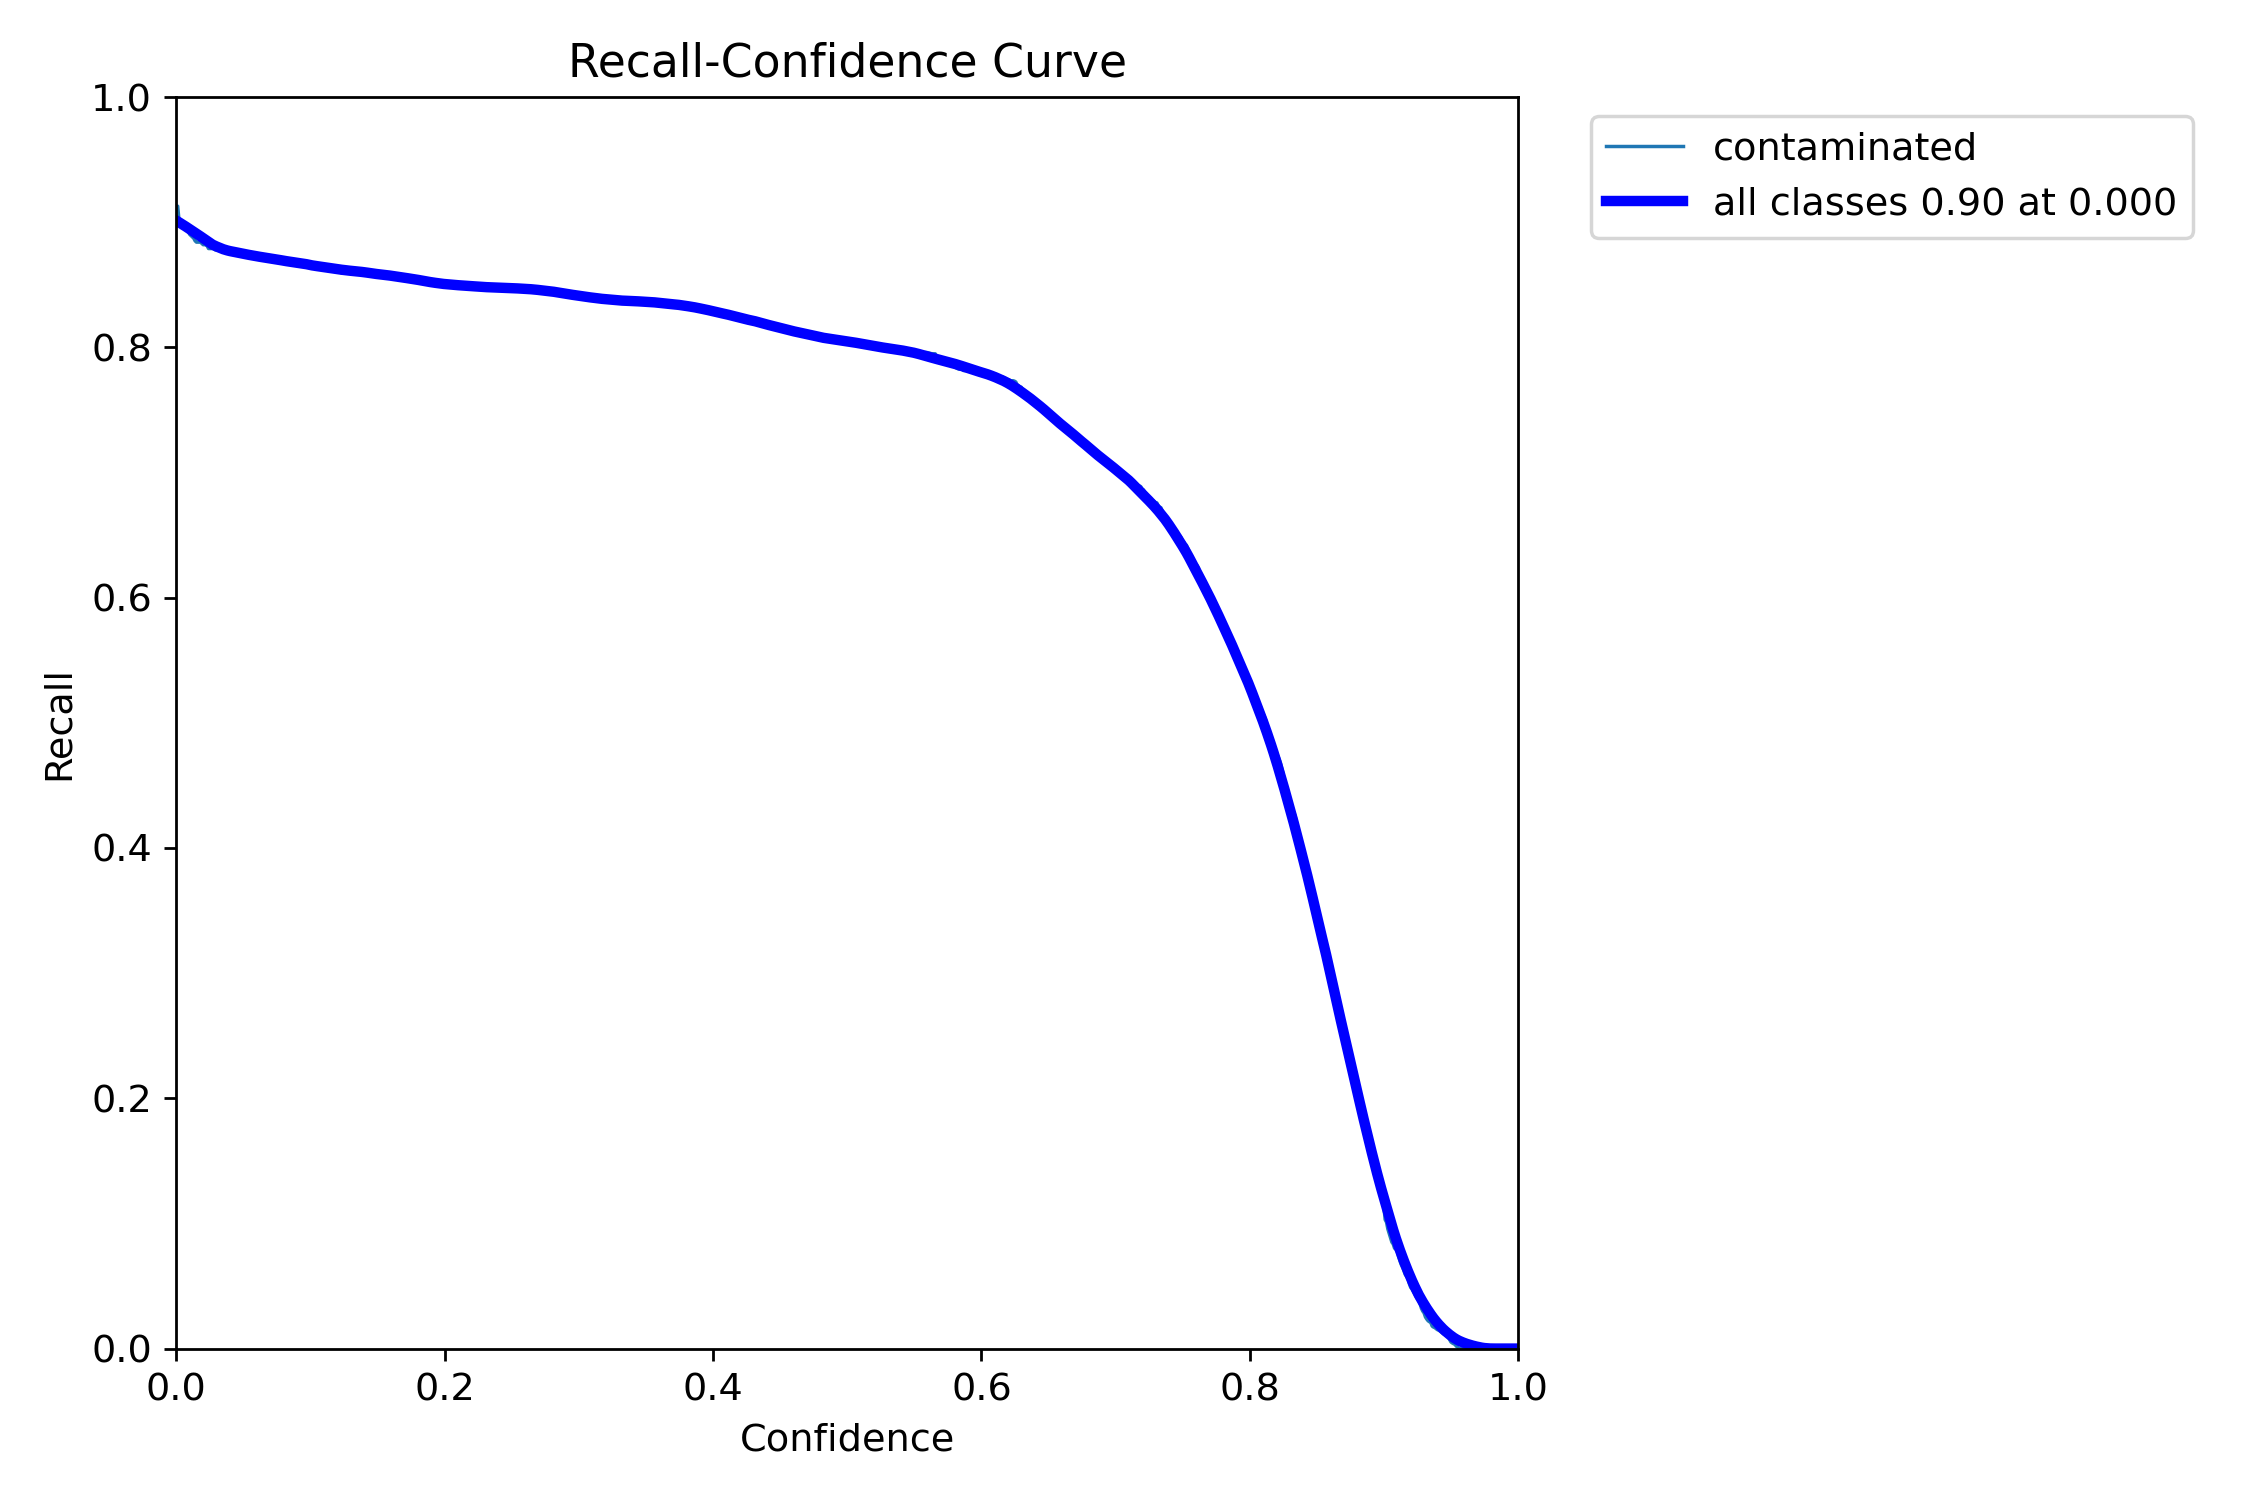 Recall-Confidence Curve
1.0
0.8
0.6
0.4
0.2
0.0
Recall
0.0 0.2 0.4 0.6 0.8 1.0
Confidence
contaminated
all classes 0.90 at 0.000